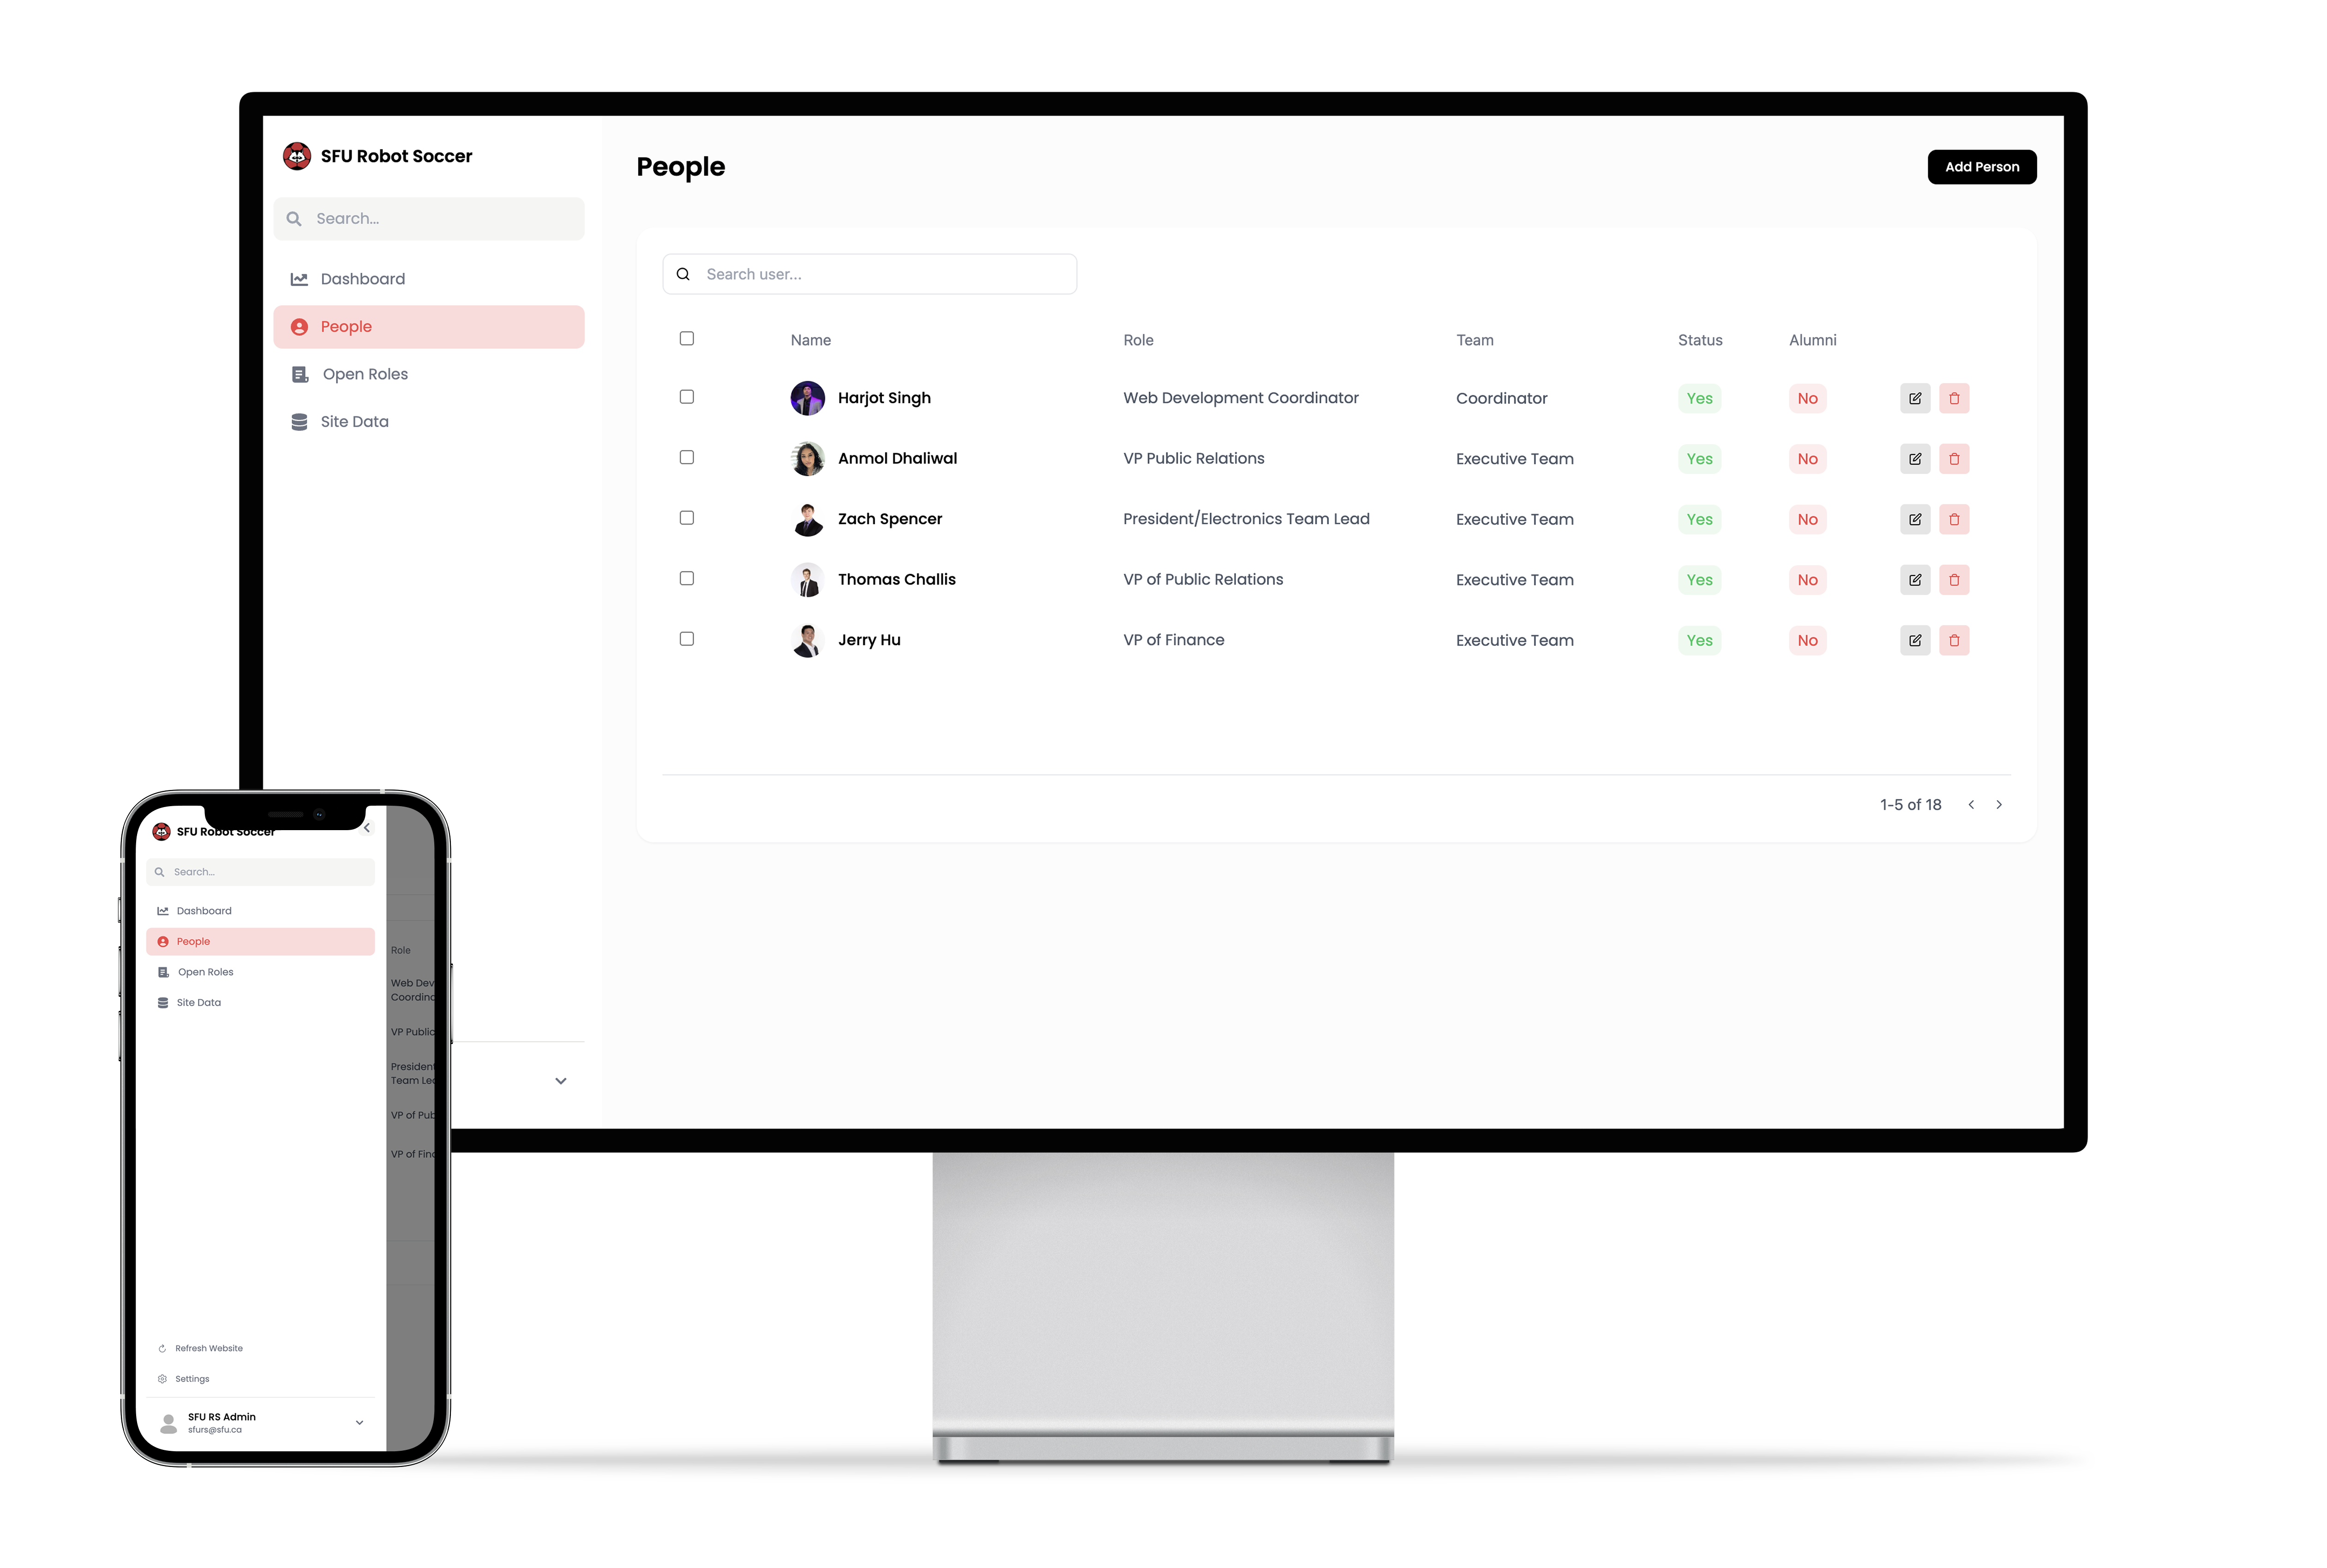 SFU Robot Soccer
Search...
Dashboard
People
Open Roles
Site Data
People
Add Person
Search user...
Name Role Team Status Alumni
Harjot Singh Web Development Coordinator Coordinator Yes No
Anmol Dhaliwal VP Public Relations Executive Team Yes No
Zach Spencer President/Electronics Team Lead Executive Team Yes No
Thomas Challis VP of Public Relations Executive Team Yes No
Jerry Hu VP of Finance Executive Team Yes No
1-5 of 18
SFU Robot Soccer
Search...
Dashboard
People
Open Roles
Site Data
Refresh Website
Settings
SFU RS Admin
sfurs@sfu.ca
Role
Web Dev
Coordinc
VP Public
President
Team Lea
VP of Pub
VP of Finc